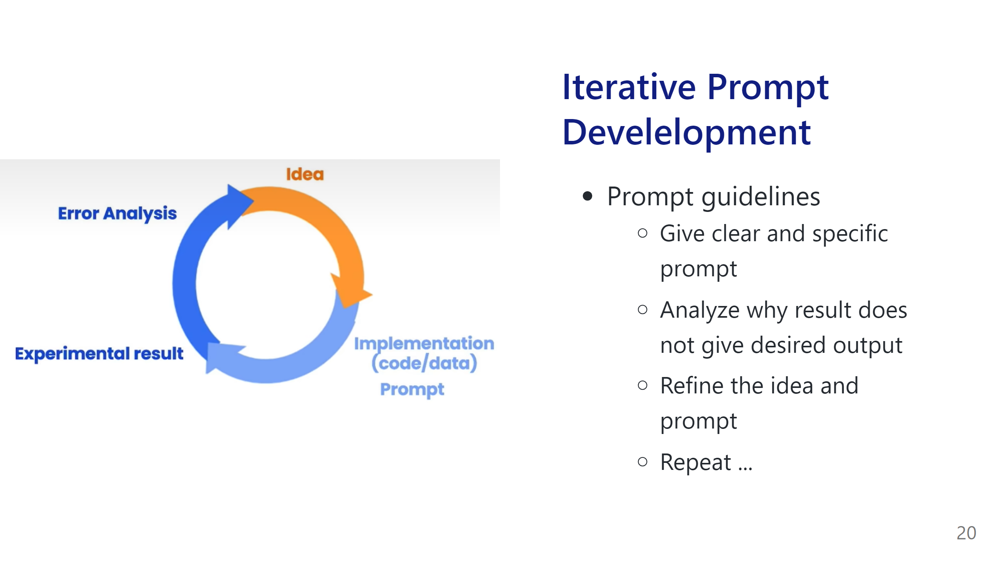 Idea
Error Analysis
Experimental result
Implementation
(code/data)
Prompt
Iterative Prompt
Develelopment
• Prompt guidelines
○ Give clear and specific
prompt
○ Analyze why result does
not give desired output
○ Refine the idea and
prompt
○ Repeat ...
20